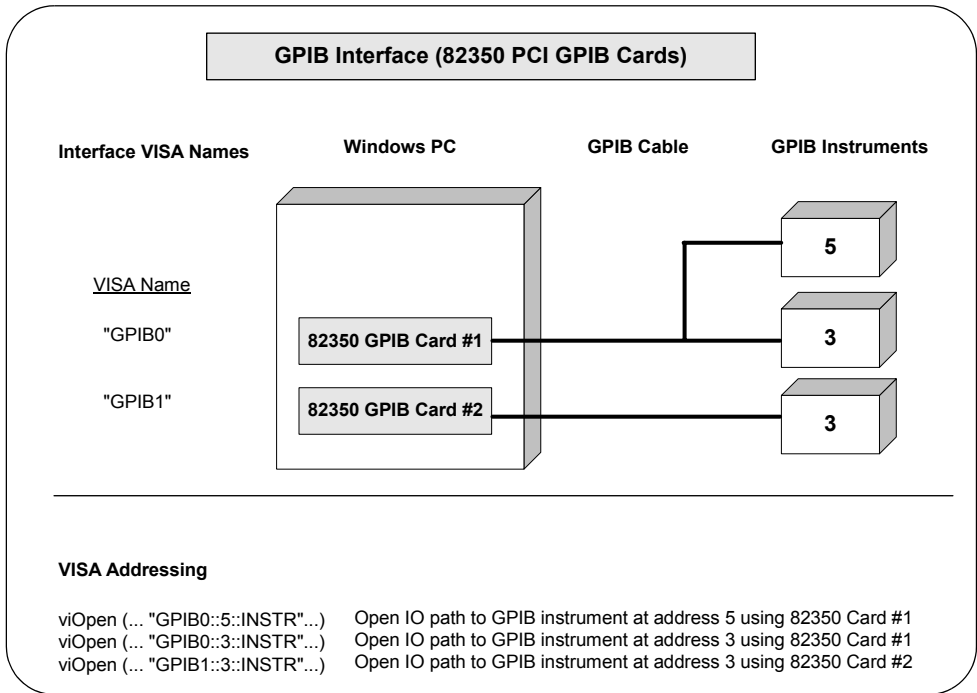 GPIB Interface (82350 PCI GPIB Cards)
Interface VISA Names
Windows PC
GPIB Cable
GPIB Instruments
5
VISA Name
"GPIB0"
82350 GPIB Card #1
3
"GPIB1"
82350 GPIB Card #2
3
VISA Addressing
viOpen (... "GPIB0::5::INSTR"...) Open IO path to GPIB instrument at address 5 using 82350 Card #1
viOpen (... "GPIB0::3::INSTR"...) Open IO path to GPIB instrument at address 3 using 82350 Card #1
viOpen (... "GPIB1::3::INSTR"...) Open IO path to GPIB instrument at address 3 using 82350 Card #2